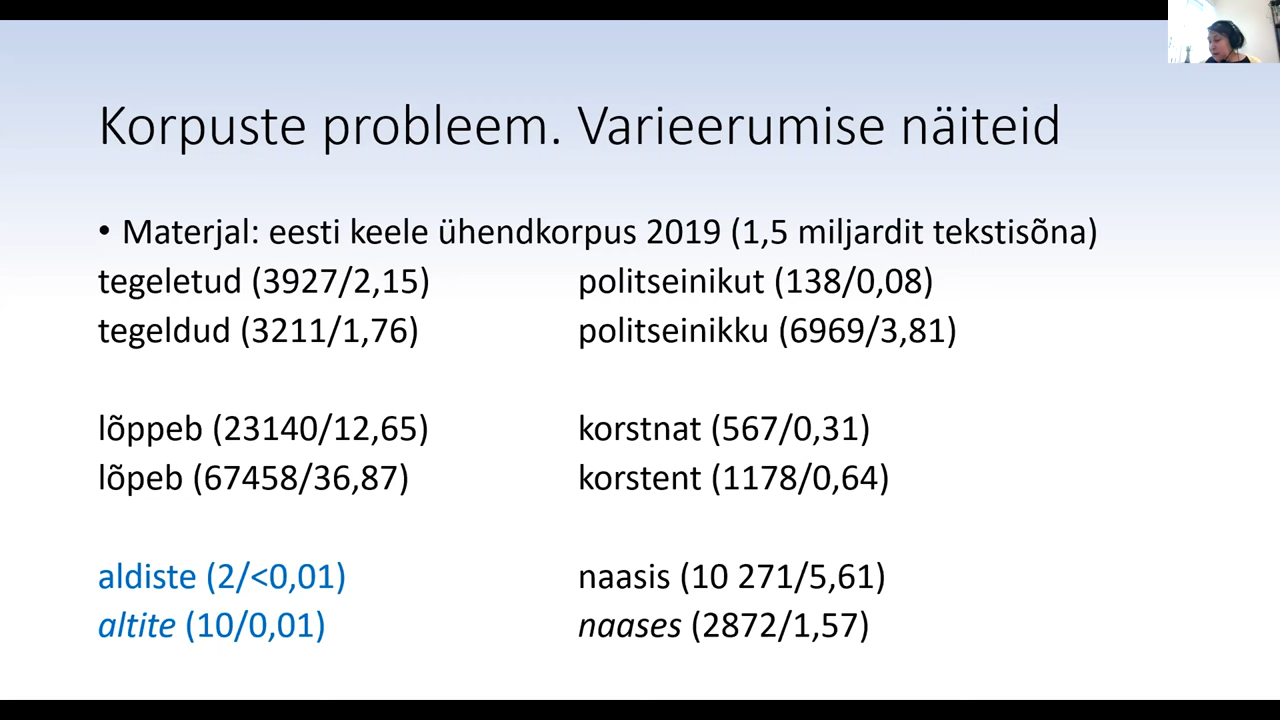 Korpuste probleem. Varieerumise näiteid
• Materjal: eesti keele ühendkorpus 2019 (1,5 miljardit tekstisõna)
tegeletud (3927/2,15) politseinikut (138/0,08)
tegeldud (3211/1,76) politseinikku (6969/3,81)
lõppeb (23140/12,65) korstnat (567/0,31)
lõpeb (67458/36,87) korstent (1178/0,64)
aldiste (2/<0,01) naasis (10 271/5,61)
altite (10/0,01) naases (2872/1,57)